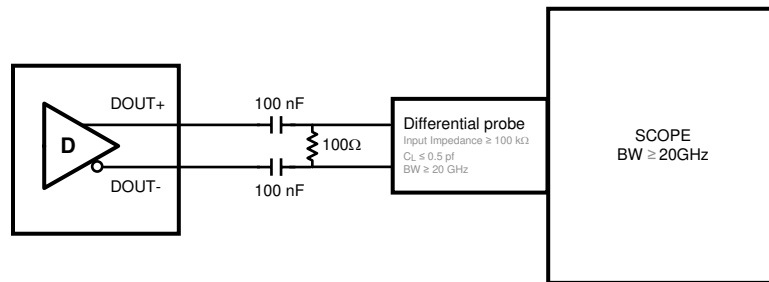 DOUT+
100 nF
D
100Ω
DOUT-
100 nF
Differential probe
Input Impedance ≥ 100 kΩ
CL ≤ 0.5 pf
BW ≥ 20 GHz
SCOPE
BW ≥ 20GHz